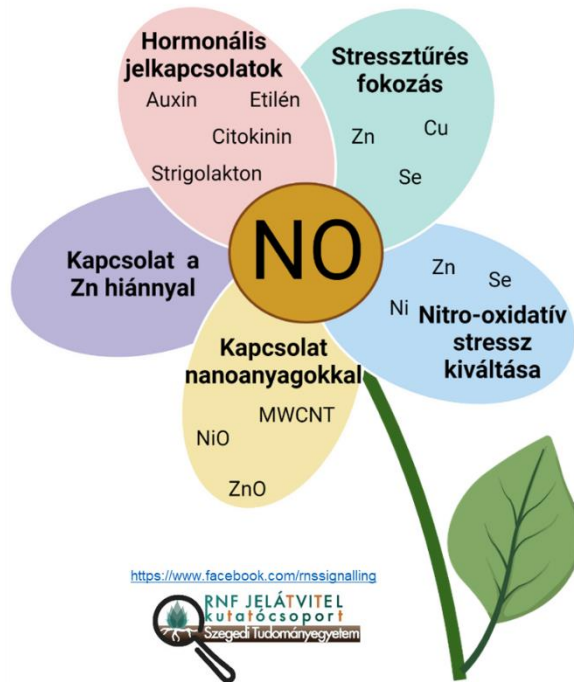 Hormonális
jelkapcsolatok
Auxin Etilén
Citokinin
Strigolakton
Stressztűrés
fokozás
Zn Cu
Se
NO
Kapcsolat a
Zn hiánnyal
Zn Se
Ni
Nitro-oxidatív
stressz
kiváltása
Kapcsolat
nanoanyagokkal
MWCNT
NiO
ZnO
https://www.facebook.com/rnssignalling
RNF JELÁTVITEL
kutatócsoport
Szegedi Tudományegyetem